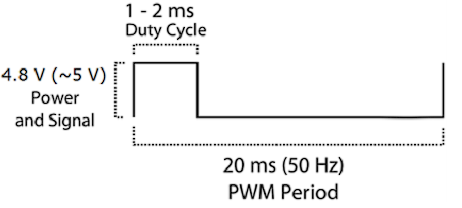 1 - 2 ms
Duty Cycle
4.8 V (~5 V)
Power
and Signal
20 ms (50 Hz)
PWM Period